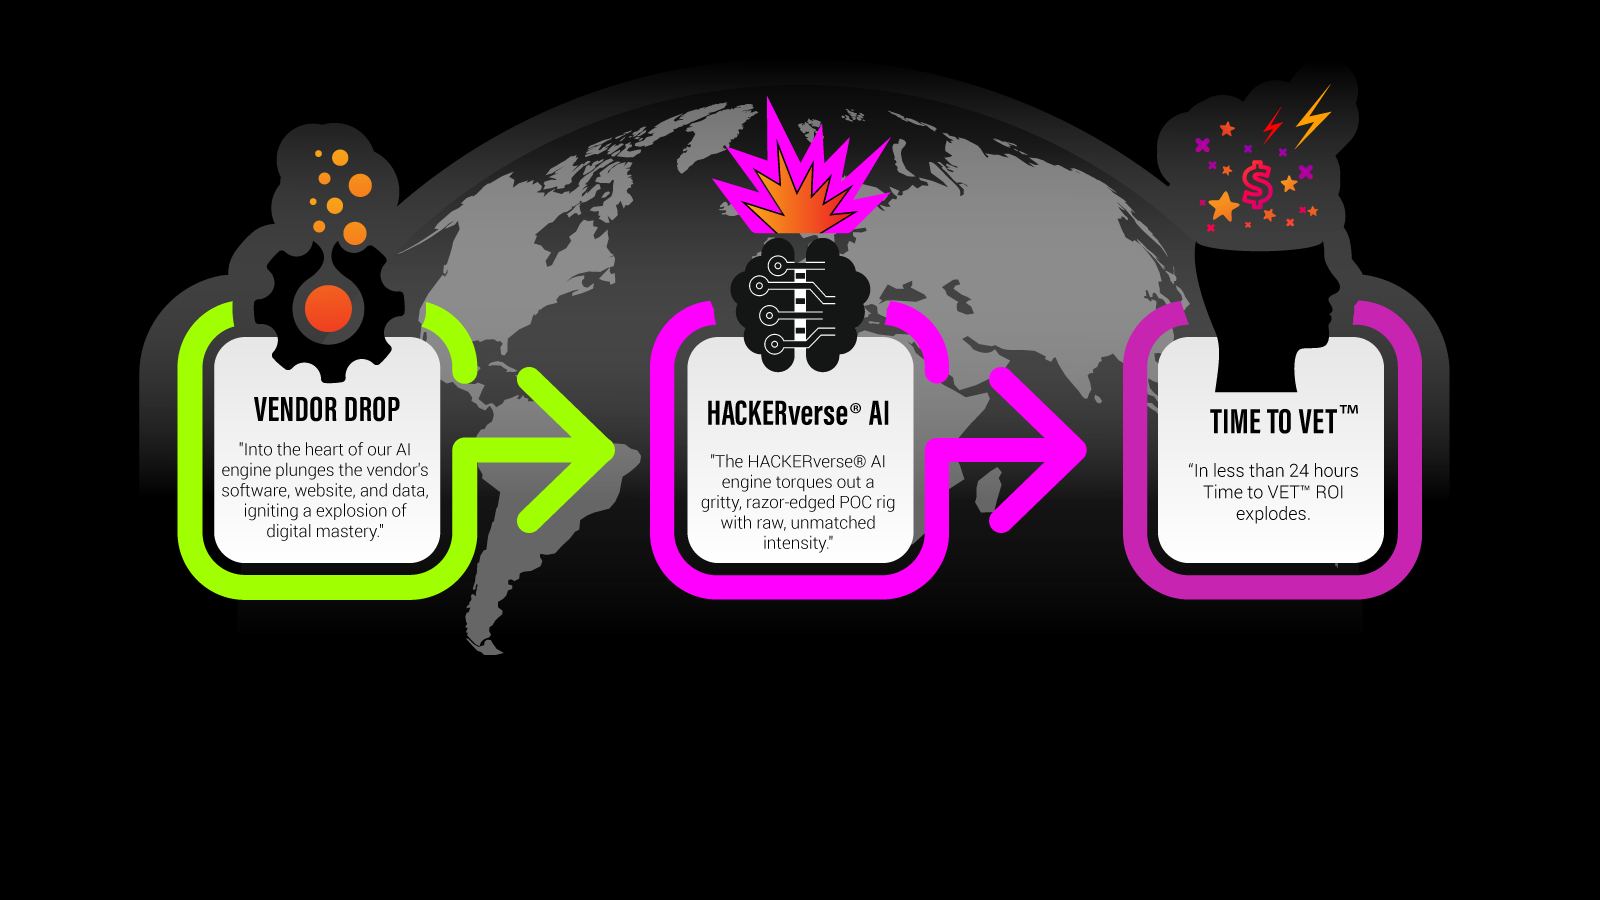 VENDOR DROP
"Into the heart of our AI
engine plunges the vendor's
software, website, and data,
igniting a explosion of
digital mastery."
HACKERverse® AI
"The HACKERverse® AI
engine torques out a
gritty, razor-edged POC rig
with raw, unmatched
intensity."
$
TIME TO VET™
“In less than 24 hours
Time to VET™ ROI
explodes.